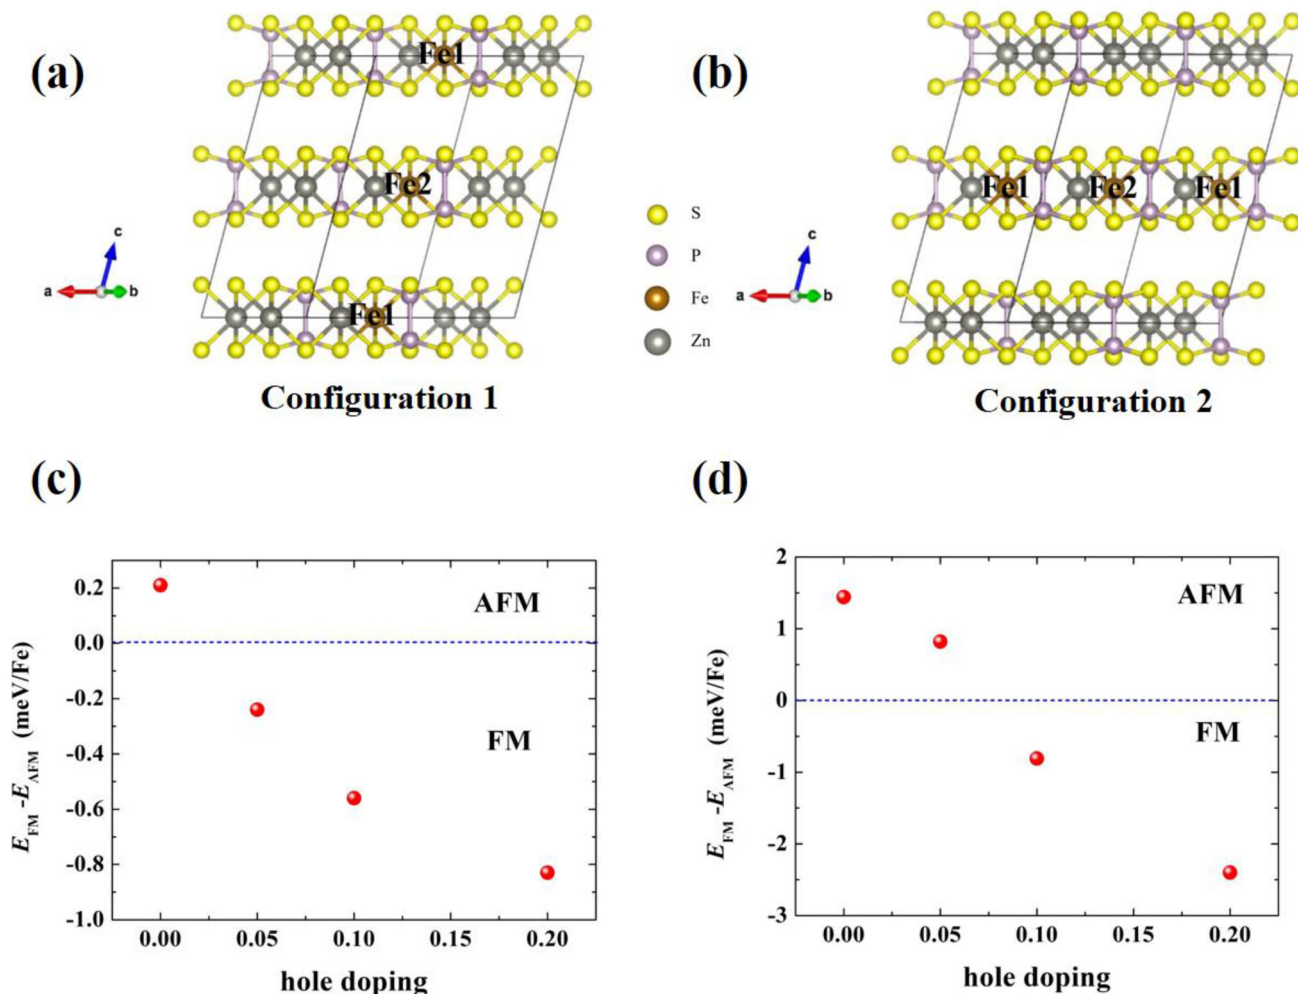 (a)
Fe1
Fe2
Fe1
c
a
b
Configuration 1
S
P
Fe
Zn
(b)
Fe1 Fe2 Fe1
c
a
b
Configuration 2
(c)
E_FM -E_AFM (meV/Fe)
0.2
0.0
-0.2
-0.4
-0.6
-0.8
-1.0
AFM
FM
0.00 0.05 0.10 0.15 0.20
hole doping
(d)
E_FM -E_AFM (meV/Fe)
2
1
0
-1
-2
-3
AFM
FM
0.00 0.05 0.10 0.15 0.20
hole doping